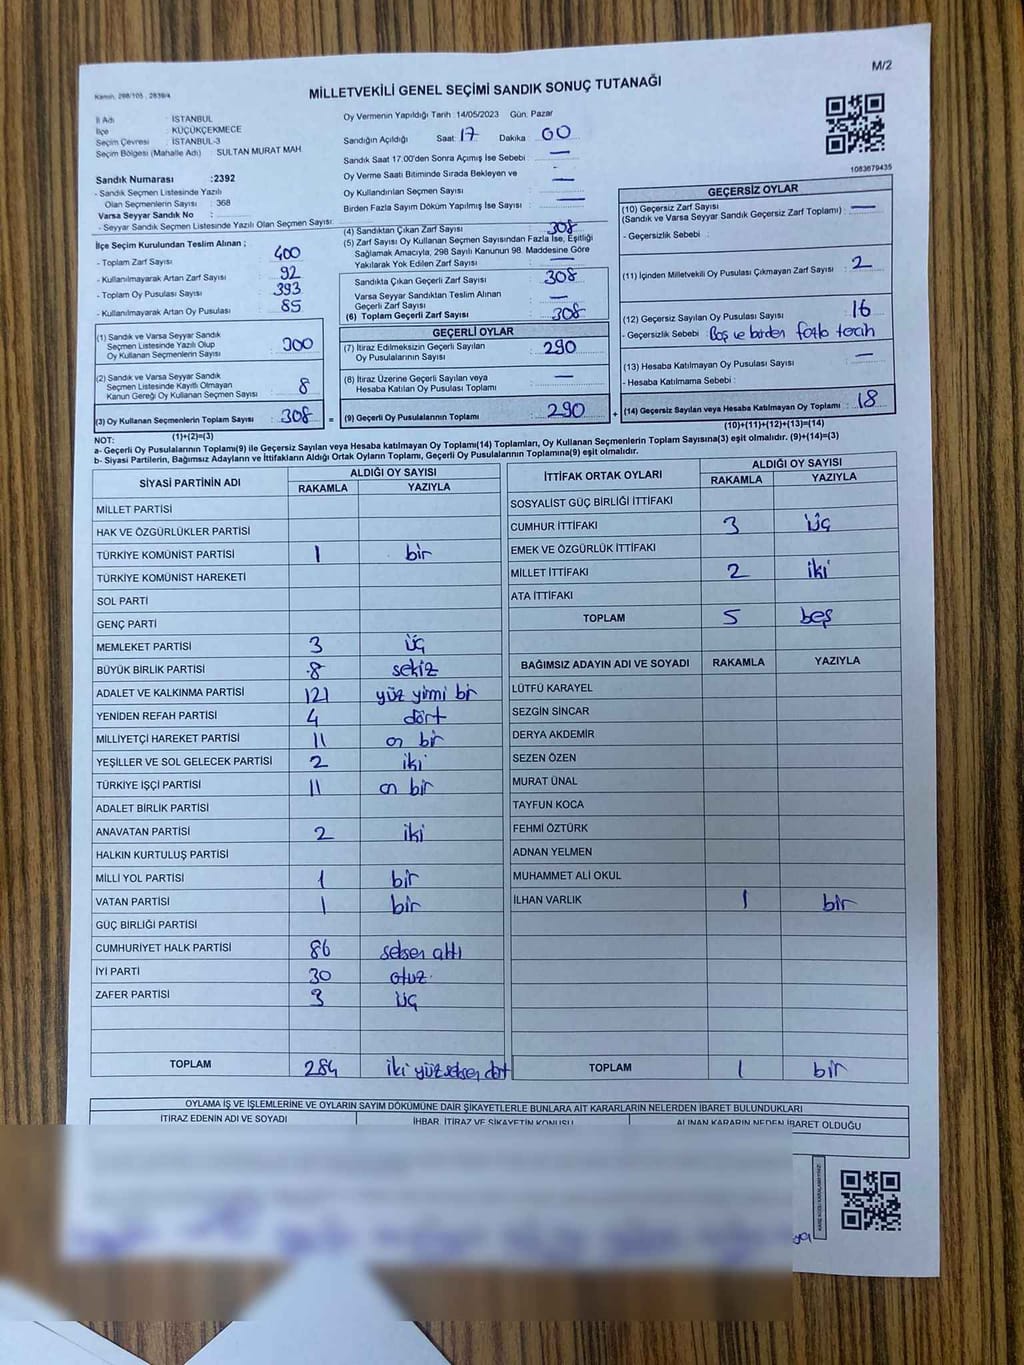 M/2
Kanun, 298/105 , 2839/4
MİLLETVEKİLİ GENEL SEÇİMİ SANDIK SONUÇ TUTANAĞI
İl Adı : İSTANBUL
İlçe : KÜÇÜKÇEKMECE
Seçim Çevresi : İSTANBUL-3
Seçim Bölgesi (Mahalle Adı) : SULTAN MURAT MAH.
Sandık Numarası : 2392
- Sandık Seçmen Listesinde Yazılı
Olan Seçmenlerin Sayısı : 368
Varsa Seyyar Sandık No :
- Seyyar Sandık Seçmen Listesinde Yazılı Olan Seçmen Sayısı:
Oy Vermenin Yapıldığı Tarih :14/05/2023 Gün: Pazar
Sandığın Açıldığı Saat: 17 Dakika : 00
Sandık Saat 17:00'den Sonra Açımış İse Sebebi : —
Oy Verme Saati Bitiminde Sırada Bekleyen ve
Oy Kullandırılan Seçmen Sayısı : —
Birden Fazla Sayım Döküm Yapılmış İse Sayısı : —
1083679435
İlçe Seçim Kurulundan Teslim Alınan ;
- Toplam Zarf Sayısı : 400
- Kullanılmayarak Artan Zarf Sayısı : 92
- Toplam Oy Pusulası Sayısı : 393
- Kullanılmayarak Artan Oy Pusulası : 85
(1) Sandık ve Varsa Seyyar Sandık
Seçmen Listesinde Yazılı Olup
Oy Kullanan Seçmenlerin Sayısı : 300
(2) Sandık ve Varsa Seyyar Sandık
Seçmen Listesinde Kayıtlı Olmayan
Kanun Gereği Oy Kullanan Seçmen Sayısı : 8
(3) Oy Kullanan Seçmenlerin Toplam Sayısı : 308
(1)+(2)=(3)
(4) Sandıktan Çıkan Zarf Sayısı : 308
(5) Zarf Sayısı Oy Kullanan Seçmen Sayısından Fazla İse, Eşitliği
Sağlamak Amacıyla, 298 Sayılı Kanunun 98. Maddesine Göre
Yakılarak Yok Edilen Zarf Sayısı : —
Sandıkta Çıkan Geçerli Zarf Sayısı : 308
Varsa Seyyar Sandıktan Teslim Alınan
Geçerli Zarf Sayısı : —
(6) Toplam Geçerli Zarf Sayısı : 308
GEÇERLİ OYLAR
(7) İtiraz Edilmeksizin Geçerli Sayılan
Oy Pusulalarının Sayısı : 290
(8) İtiraz Üzerine Geçerli Sayılan veya
Hesaba Katılan Oy Pusulası Toplamı : —
= (9) Geçerli Oy Pusulalarının Toplamı : 290
GEÇERSİZ OYLAR
(10) Geçersiz Zarf Sayısı : —
(Sandık ve Varsa Seyyar Sandık Geçersiz Zarf Toplamı)
- Geçersizlik Sebebi :
(11) İçinden Milletvekili Oy Pusulası Çıkmayan Zarf Sayısı : 2
(12) Geçersiz Sayılan Oy Pusulası Sayısı : 16
- Geçersizlik Sebebi : Boş ve birden fazla tercih
(13) Hesaba Katılmayan Oy Pusulası Sayısı : —
- Hesaba Katılmama Sebebi :
+ (14) Geçersiz Sayılan veya Hesaba Katılmayan Oy Toplamı : 18
(10)+(11)+(12)+(13)=(14)
NOT:
a- Geçerli Oy Pusulalarının Toplamı(9) ile Geçersiz Sayılan veya Hesaba katılmayan Oy Toplamı(14) Toplamları, Oy Kullanan Seçmenlerin Toplam Sayısına(3) eşit olmalıdır. (9)+(14)=(3)
b- Siyasi Partilerin, Bağımsız Adayların ve İttifakların Aldığı Ortak Oyların Toplamı, Geçerli Oy Pusulalarının Toplamına(9) eşit olmalıdır.
SİYASİ PARTİNİN ADI ALDIĞI OY SAYISI
RAKAMLA YAZIYLA
MİLLET PARTİSİ
HAK VE ÖZGÜRLÜKLER PARTİSİ
TÜRKİYE KOMÜNİST PARTİSİ 1 bir
TÜRKİYE KOMÜNİST HAREKETİ
SOL PARTİ
GENÇ PARTİ
MEMLEKET PARTİSİ 3 üç
BÜYÜK BİRLİK PARTİSİ 8 sekiz
ADALET VE KALKINMA PARTİSİ 121 yüz yimi bir
YENİDEN REFAH PARTİSİ 4 dört
MİLLİYETÇİ HAREKET PARTİSİ 11 on bir
YEŞİLLER VE SOL GELECEK PARTİSİ 2 iki
TÜRKİYE İŞÇİ PARTİSİ 11 on bir
ADALET BİRLİK PARTİSİ
ANAVATAN PARTİSİ 2 iki
HALKIN KURTULUŞ PARTİSİ
MİLLİ YOL PARTİSİ 1 bir
VATAN PARTİSİ 1 bir
GÜÇ BİRLİĞİ PARTİSİ
CUMHURİYET HALK PARTİSİ 86 seksen altı
İYİ PARTİ 30 otuz
ZAFER PARTİSİ 3 üç
TOPLAM 284 iki yüz seksen dört
İTTİFAK ORTAK OYLARI ALDIĞI OY SAYISI
RAKAMLA YAZIYLA
SOSYALİST GÜÇ BİRLİĞİ İTTİFAKI
CUMHUR İTTİFAKI 3 üç
EMEK VE ÖZGÜRLÜK İTTİFAKI
MİLLET İTTİFAKI 2 iki
ATA İTTİFAKI
TOPLAM 5 beş
BAĞIMSIZ ADAYIN ADI VE SOYADI RAKAMLA YAZIYLA
LÜTFÜ KARAYEL
SEZGİN SİNCAR
DERYA AKDEMİR
SEZEN ÖZEN
MURAT ÜNAL
TAYFUN KOCA
FEHMİ ÖZTÜRK
ADNAN YELMEN
MUHAMMET ALİ OKUL
İLHAN VARLIK 1 bir
TOPLAM 1 bir
OYLAMA İŞ VE İŞLEMLERİNE VE OYLARIN SAYIM DÖKÜMÜNE DAİR ŞİKAYETLERLE BUNLARA AİT KARARLARIN NELERDEN İBARET BULUNDUKLARI
İTİRAZ EDENİN ADI VE SOYADI İHBAR, İTİRAZ VE ŞİKAYETİN KONUSU ALINAN KARARIN NEDEN İBARET OLDUĞU